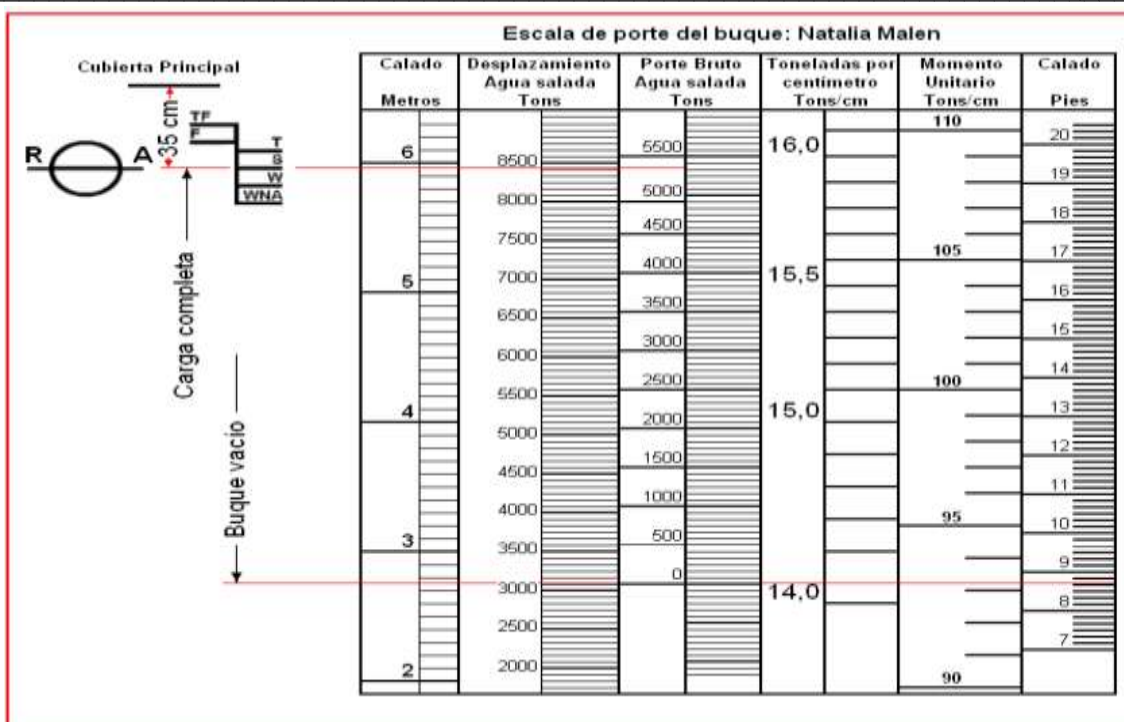 Escala de porte del buque: Natalia Malen
Cubierta Principal
35 cm
TF
F
T
S
W
WNA
R A
Carga completa
Buque vacio
Calado
Metros
6
5
4
3
2
Desplazamiento
Agua salada
Tons
8500
8000
7500
7000
6500
6000
5500
5000
4500
4000
3500
3000
2500
2000
Porte Bruto
Agua salada
Tons
5500
5000
4500
4000
3500
3000
2500
2000
1500
1000
500
0
Toneladas por
centímetro
Tons/cm
16,0
15,5
15,0
14,0
Momento
Unitario
Tons/cm
110
105
100
95
90
Calado
Pies
20
19
18
17
16
15
14
13
12
11
10
9
8
7